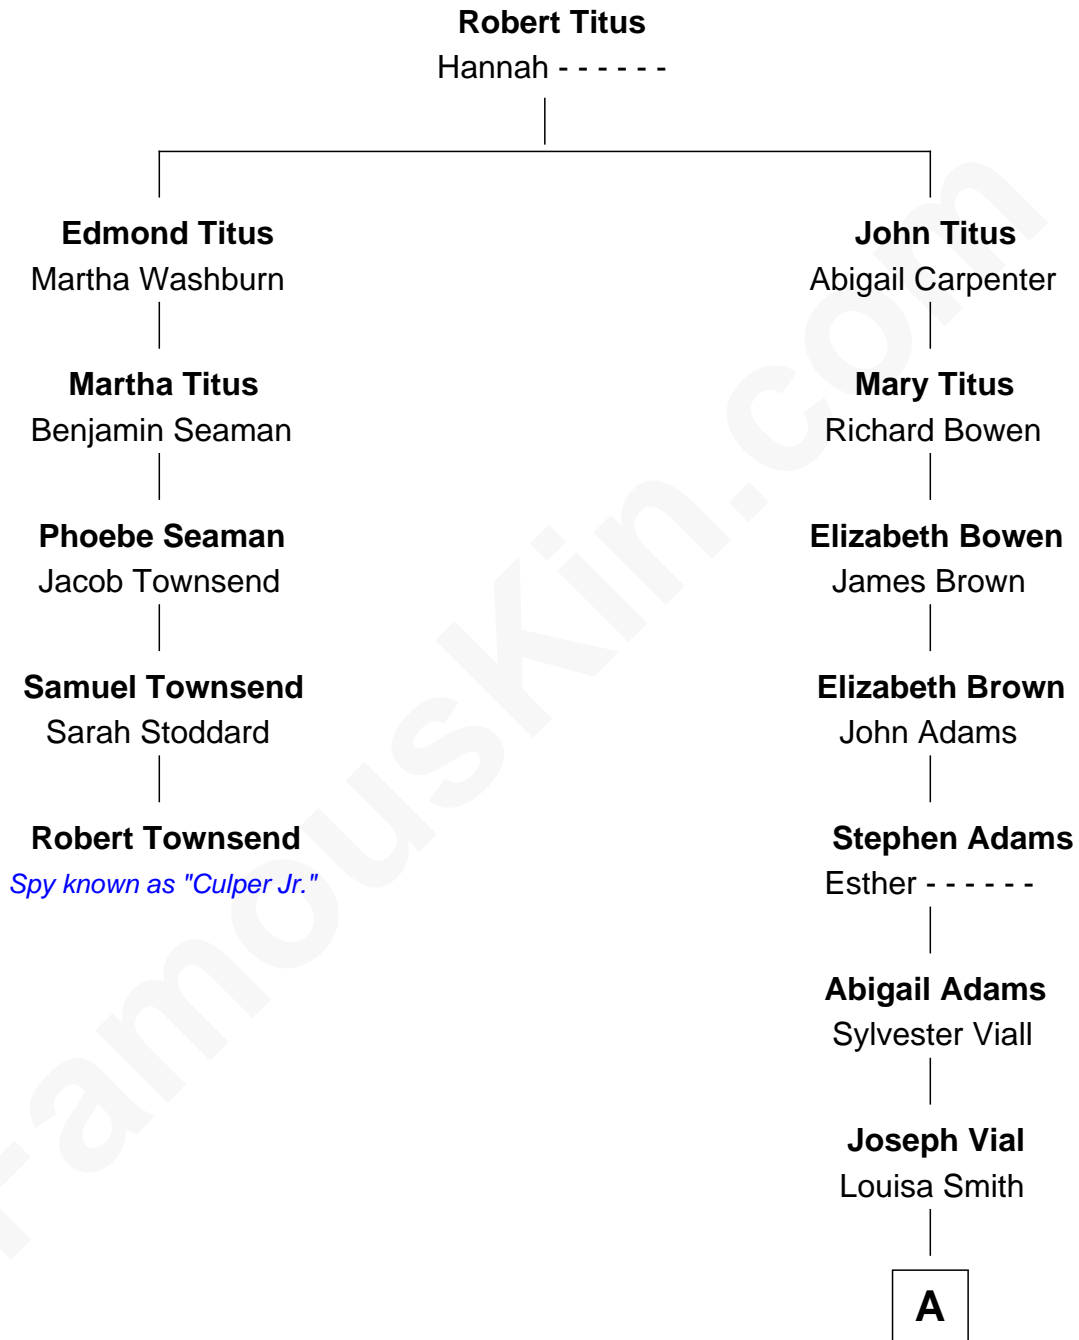 Robert Titus
Hannah - - - - - -
Edmond Titus
Martha Washburn
Martha Titus
Benjamin Seaman
Phoebe Seaman
Jacob Townsend
Samuel Townsend
Sarah Stoddard
Robert Townsend
Spy known as "Culper Jr."
John Titus
Abigail Carpenter
Mary Titus
Richard Bowen
Elizabeth Bowen
James Brown
Elizabeth Brown
John Adams
Stephen Adams
Esther - - - - - -
Abigail Adams
Sylvester Viall
Joseph Vial
Louisa Smith
A
FamousKin.com